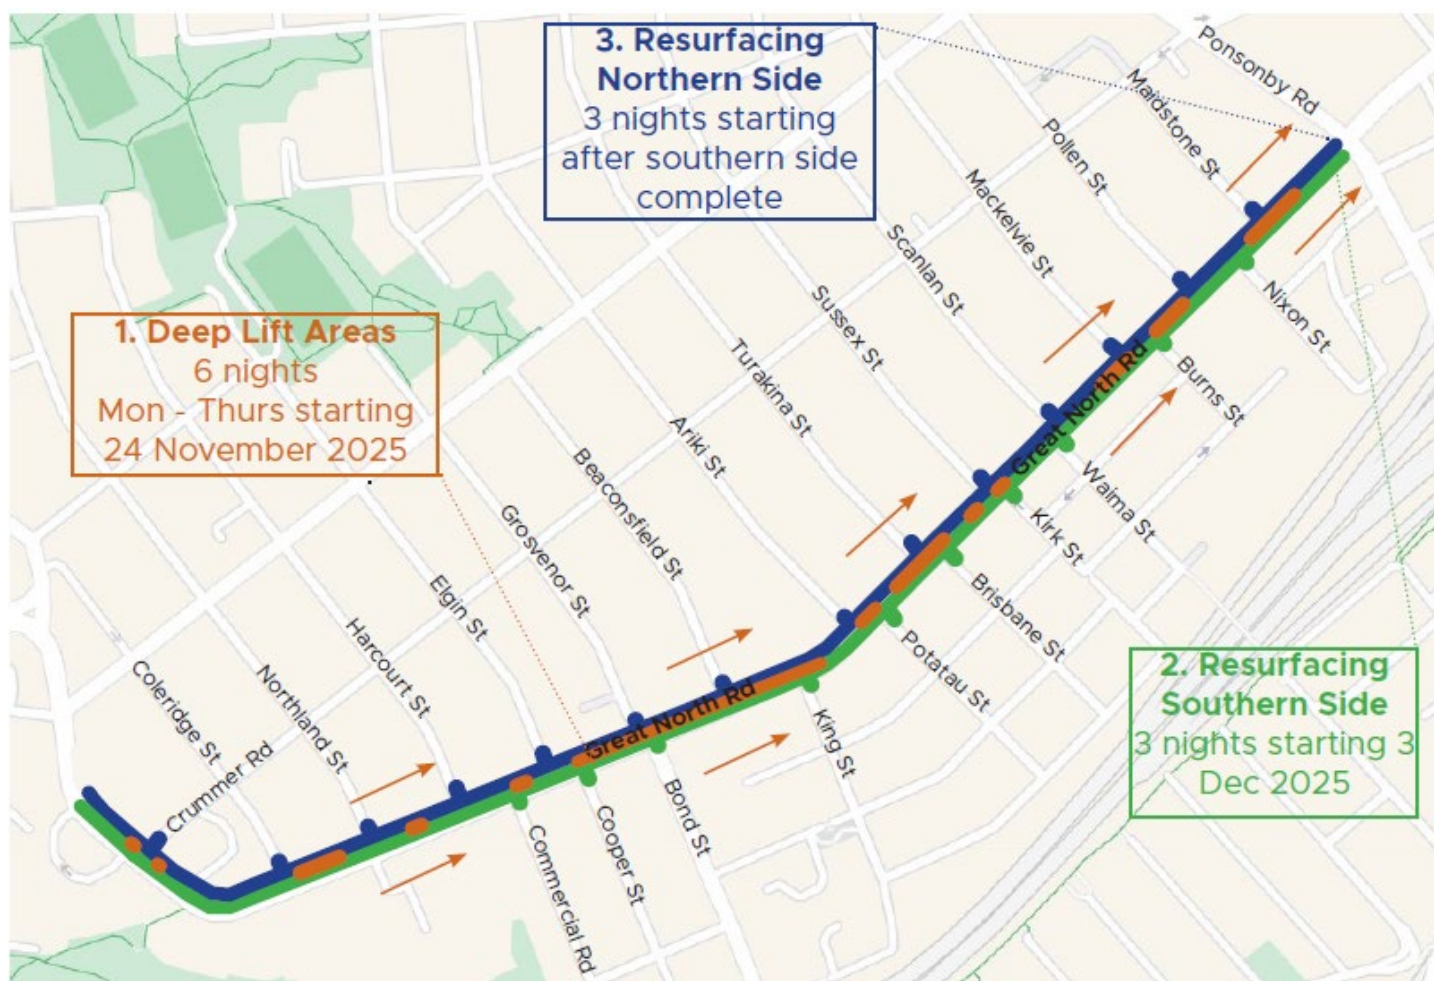 3. Resurfacing
Northern Side
3 nights starting
after southern side
complete
Ponsonby Rd
Maidstone St
Pollen St
Mackelvie St
Scanlan St
Sussex St
Turakina St
Ariki St
Beaconsfield St
Grosvenor St
Elgin St
Harcourt St
Northland St
Coleridge St
Crummer Rd
1. Deep Lift Areas
6 nights
Mon - Thurs starting
24 November 2025
Great North Rd
Great North Rd
Nixon St
Burns St
Waima St
Kirk St
Brisbane St
Potatau St
King St
Bond St
Cooper St
Commercial Rd
2. Resurfacing
Southern Side
3 nights starting 3
Dec 2025